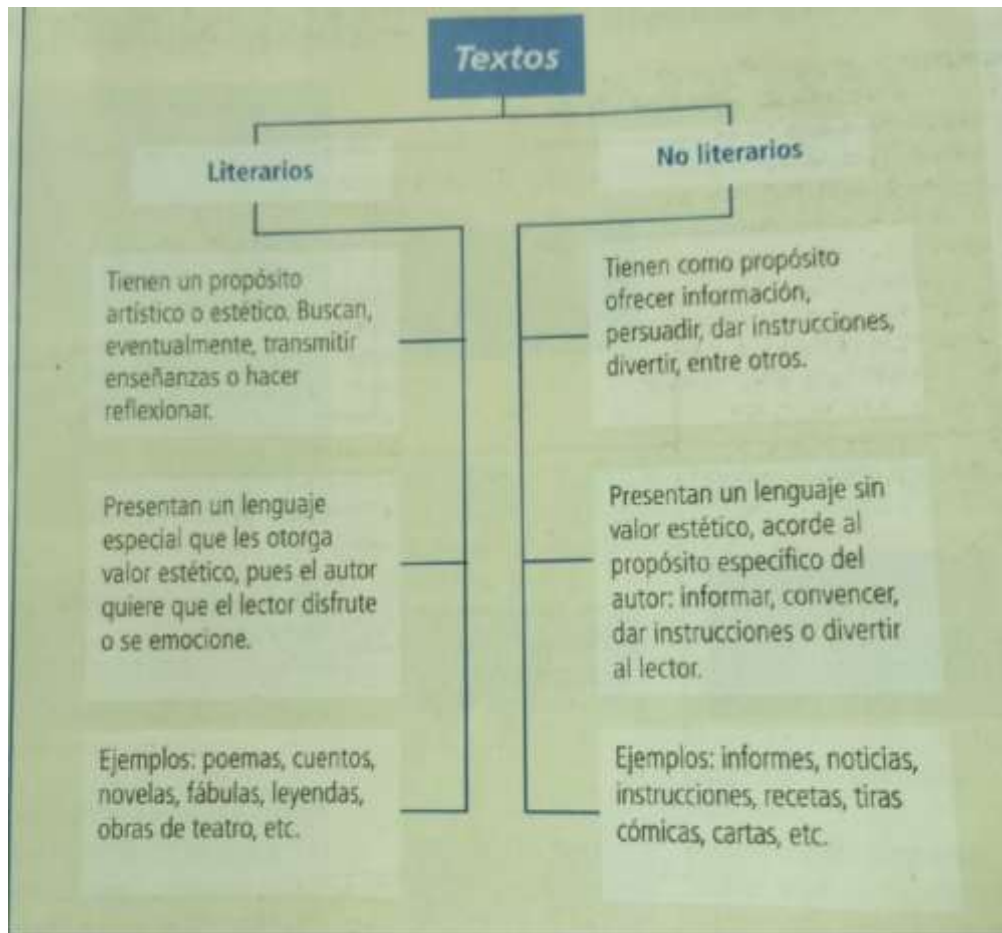 Textos
Literarios
Tienen un propósito
artístico o estético. Buscan,
eventualmente, transmitir
enseñanzas o hacer
reflexionar.
Presentan un lenguaje
especial que les otorga
valor estético, pues el autor
quiere que el lector disfrute
o se emocione.
Ejemplos: poemas, cuentos,
novelas, fábulas, leyendas,
obras de teatro, etc.
No literarios
Tienen como propósito
ofrecer información,
persuadir, dar instrucciones,
divertir, entre otros.
Presentan un lenguaje sin
valor estético, acorde al
propósito específico del
autor: informar, convencer,
dar instrucciones o divertir
al lector.
Ejemplos: informes, noticias,
instrucciones, recetas, tiras
cómicas, cartas, etc.